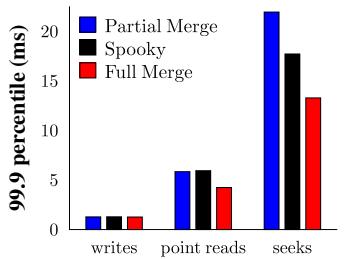 Partial Merge
Spooky
Full Merge
99.9 percentile (ms)
20
15
10
5
0
writes point reads seeks